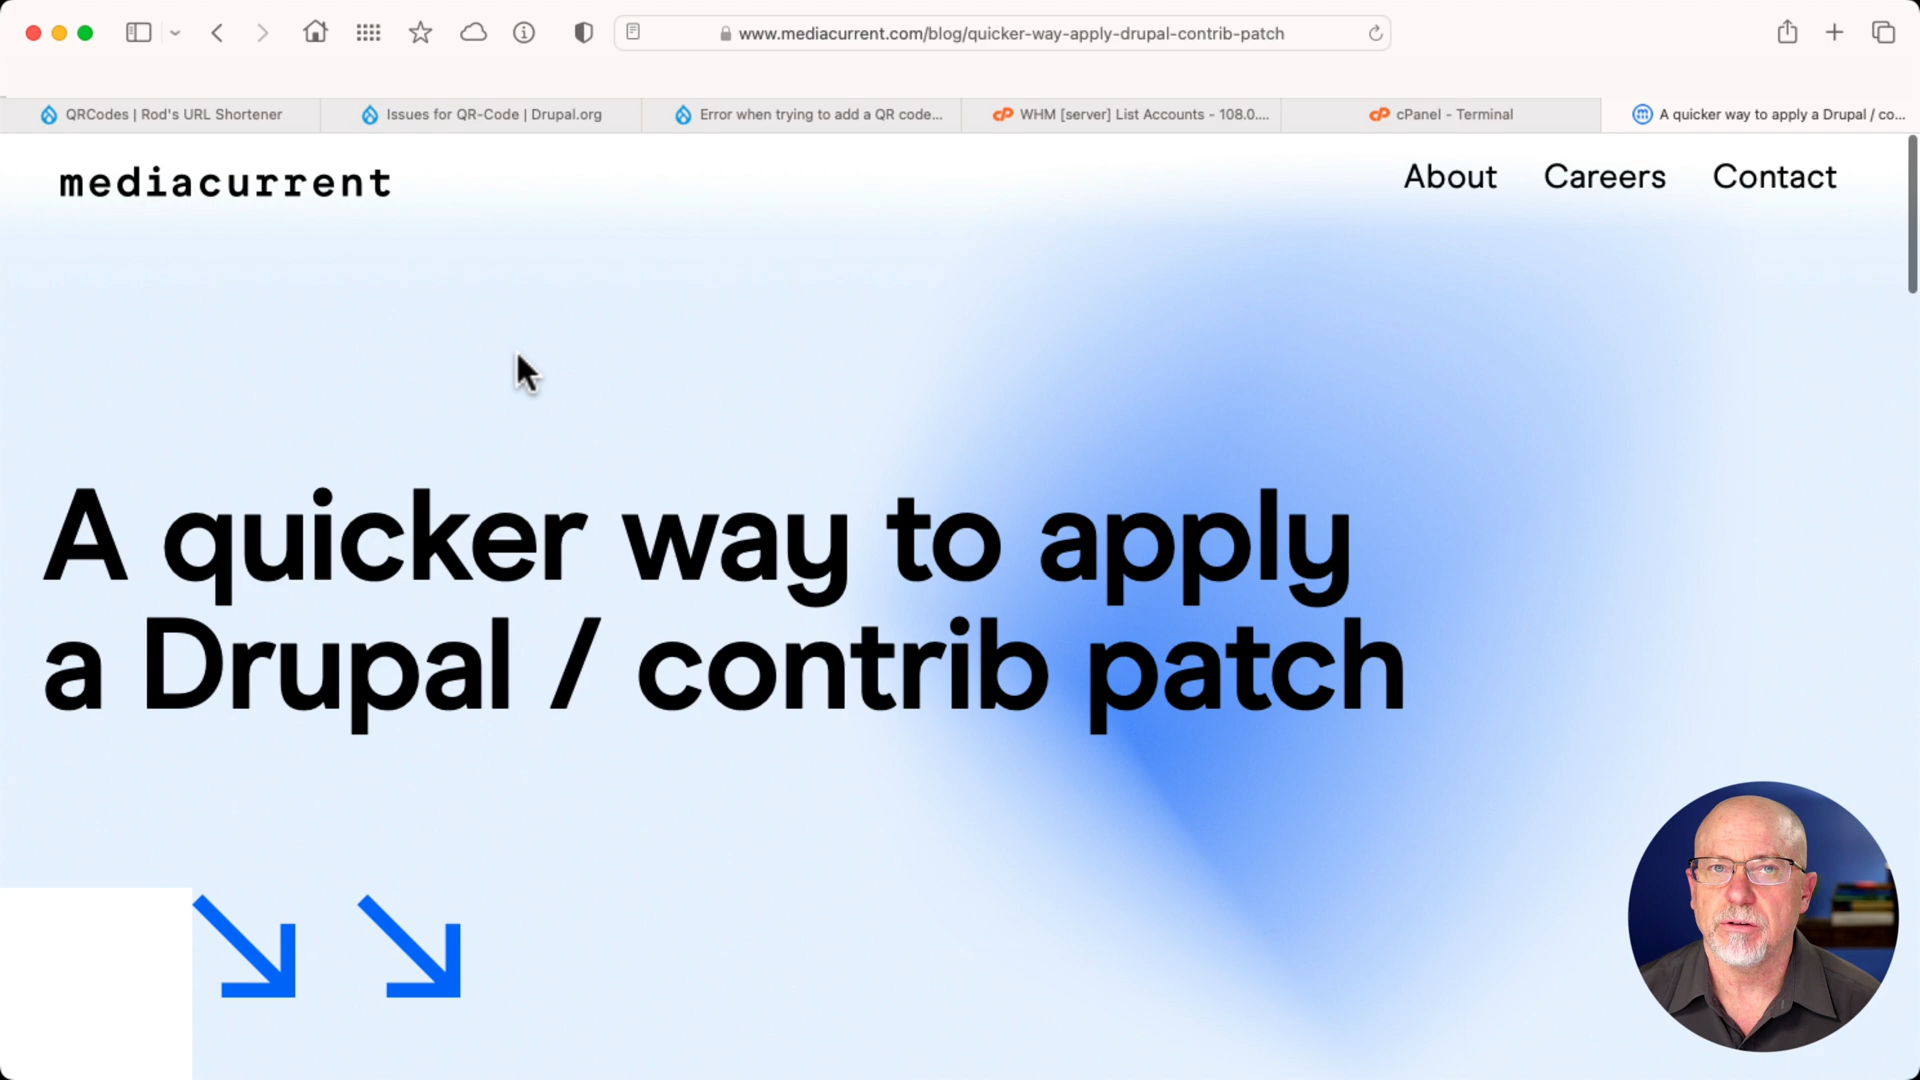 www.mediacurrent.com/blog/quicker-way-apply-drupal-contrib-patch
QRCodes | Rod's URL Shortener
Issues for QR-Code | Drupal.org
Error when trying to add a QR code...
cP WHM [server] List Accounts - 108.0....
cP cPanel - Terminal
m A quicker way to apply a Drupal / co...
mediacurrent
About Careers Contact
A quicker way to apply
a Drupal / contrib patch